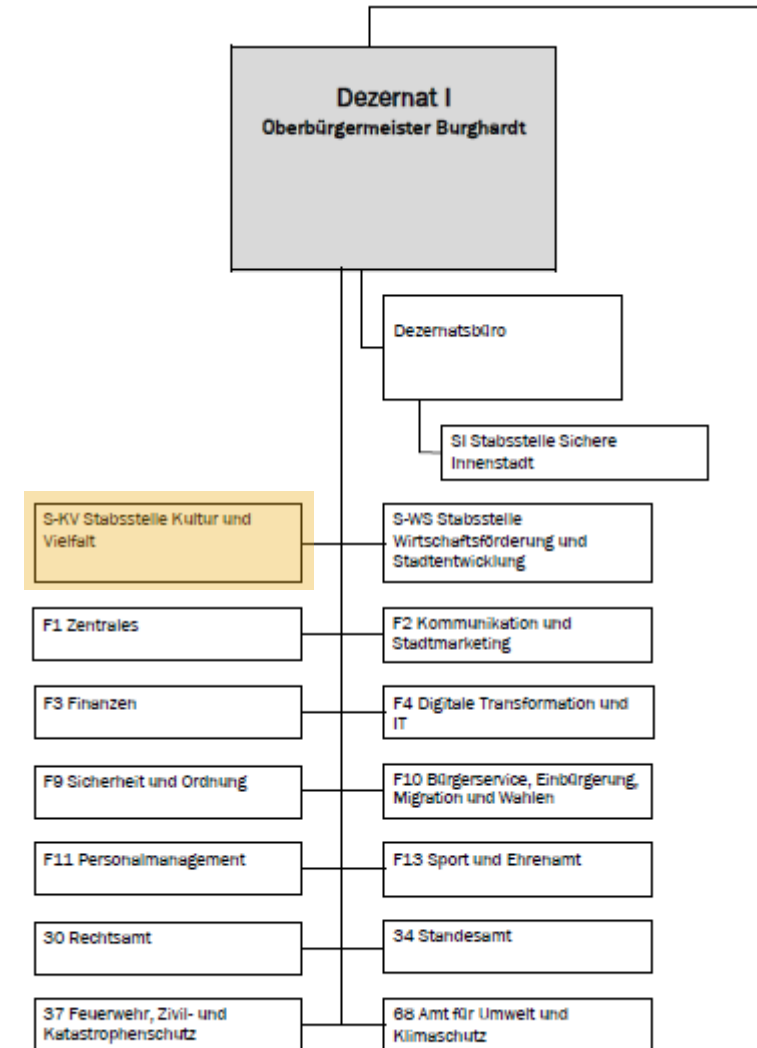 Dezernat I
Oberbürgermeister Burghardt
Dezernatsbüro
SI Stabsstelle Sichere
Innenstadt
S-KV Stabsstelle Kultur und
Vielfalt
S-WS Stabsstelle
Wirtschaftsförderung und
Stadtentwicklung
F1 Zentrales
F2 Kommunikation und
Stadtmarketing
F3 Finanzen
F4 Digitale Transformation und
IT
F9 Sicherheit und Ordnung
F10 Bürgerservice, Einbürgerung,
Migration und Wahlen
F11 Personalmanagement
F13 Sport und Ehrenamt
30 Rechtsamt
34 Standesamt
37 Feuerwehr, Zivil- und
Katastrophenschutz
68 Amt für Umwelt und
Klimaschutz